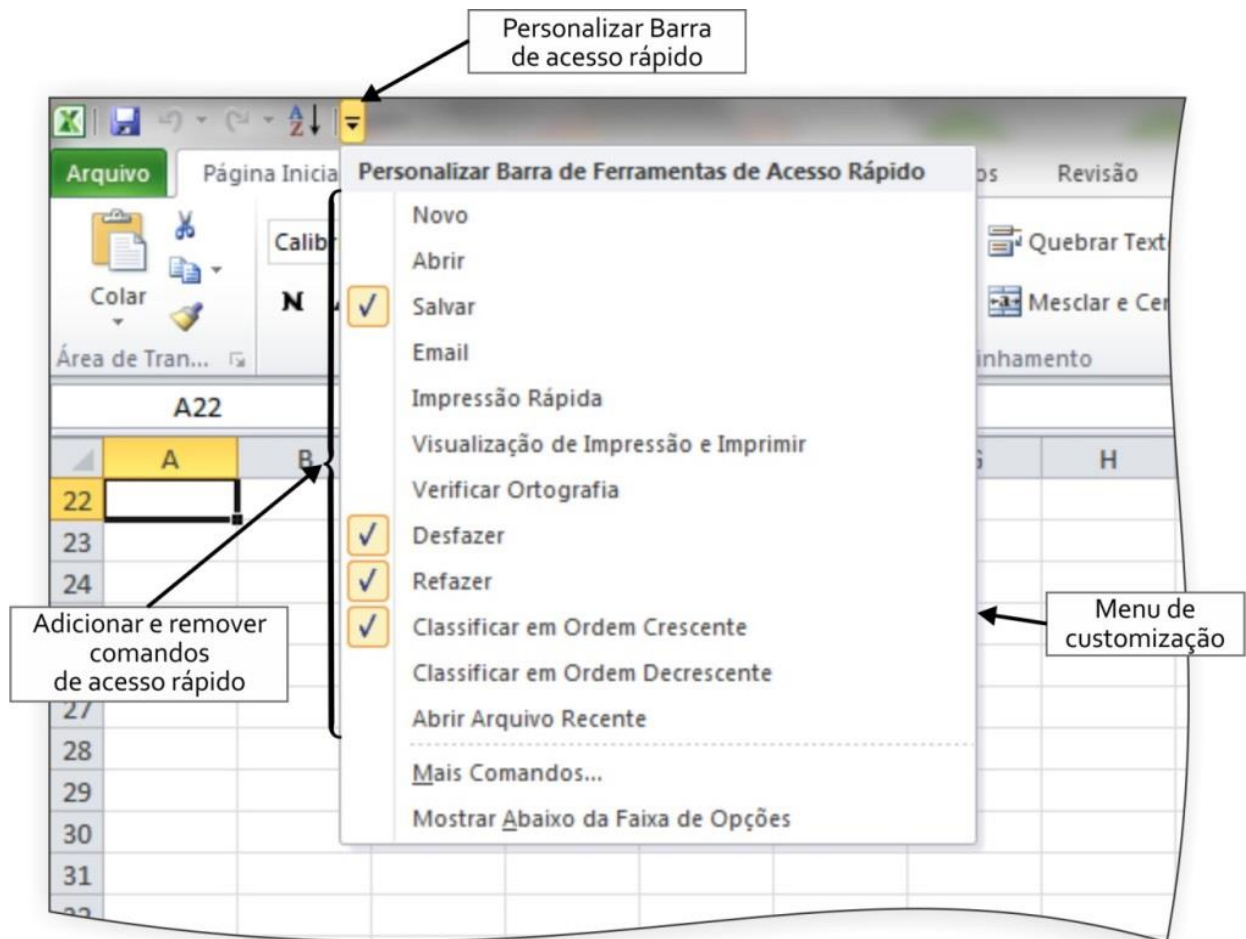 Personalizar Barra
de acesso rápido
Arquivo
Página Inicia
Personalizar Barra de Ferramentas de Acesso Rápido
os
Revisão
Novo
Abrir
Salvar
Email
Impressão Rápida
Visualização de Impressão e Imprimir
Verificar Ortografia
Desfazer
Refazer
Classificar em Ordem Crescente
Classificar em Ordem Decrescente
Abrir Arquivo Recente
Mais Comandos...
Mostrar Abaixo da Faixa de Opções
Colar
Calibr
N
Quebrar Text
Mesclar e Cer
Área de Tran...
inhamento
A22
A
B
H
22
23
24
27
28
29
30
31
Adicionar e remover
comandos
de acesso rápido
Menu de
customização